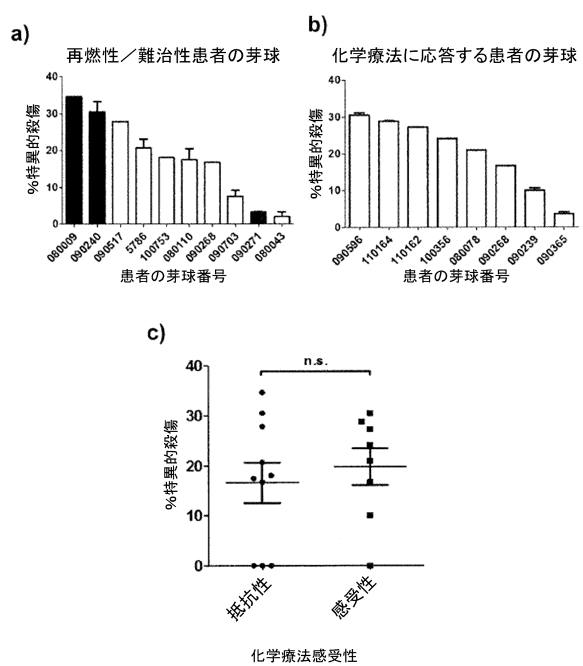 a)
再燃性／難治性患者の芽球
%特異的殺傷
40
30
20
10
0
080009
090240
090517
5786
100753
080110
090268
090703
090271
080043
患者の芽球番号
b)
化学療法に応答する患者の芽球
%特異的殺傷
40
30
20
10
0
090596
110164
110162
100356
080078
090268
090239
090365
患者の芽球番号
c)
n.s.
%特異的殺傷
40
30
20
10
0
抵抗性
感受性
化学療法感受性